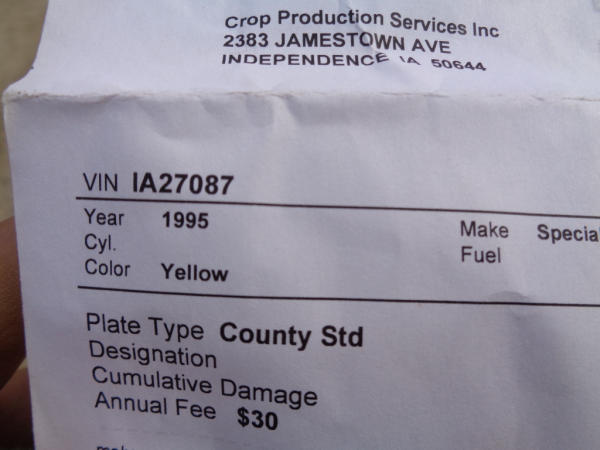 Crop Production Services Inc
2383 JAMESTOWN AVE
INDEPENDENCE IA 50644
VIN IA27087
Year 1995
Make Special
Cyl.
Fuel
Color Yellow
Plate Type County Std
Designation
Cumulative Damage
Annual Fee $30